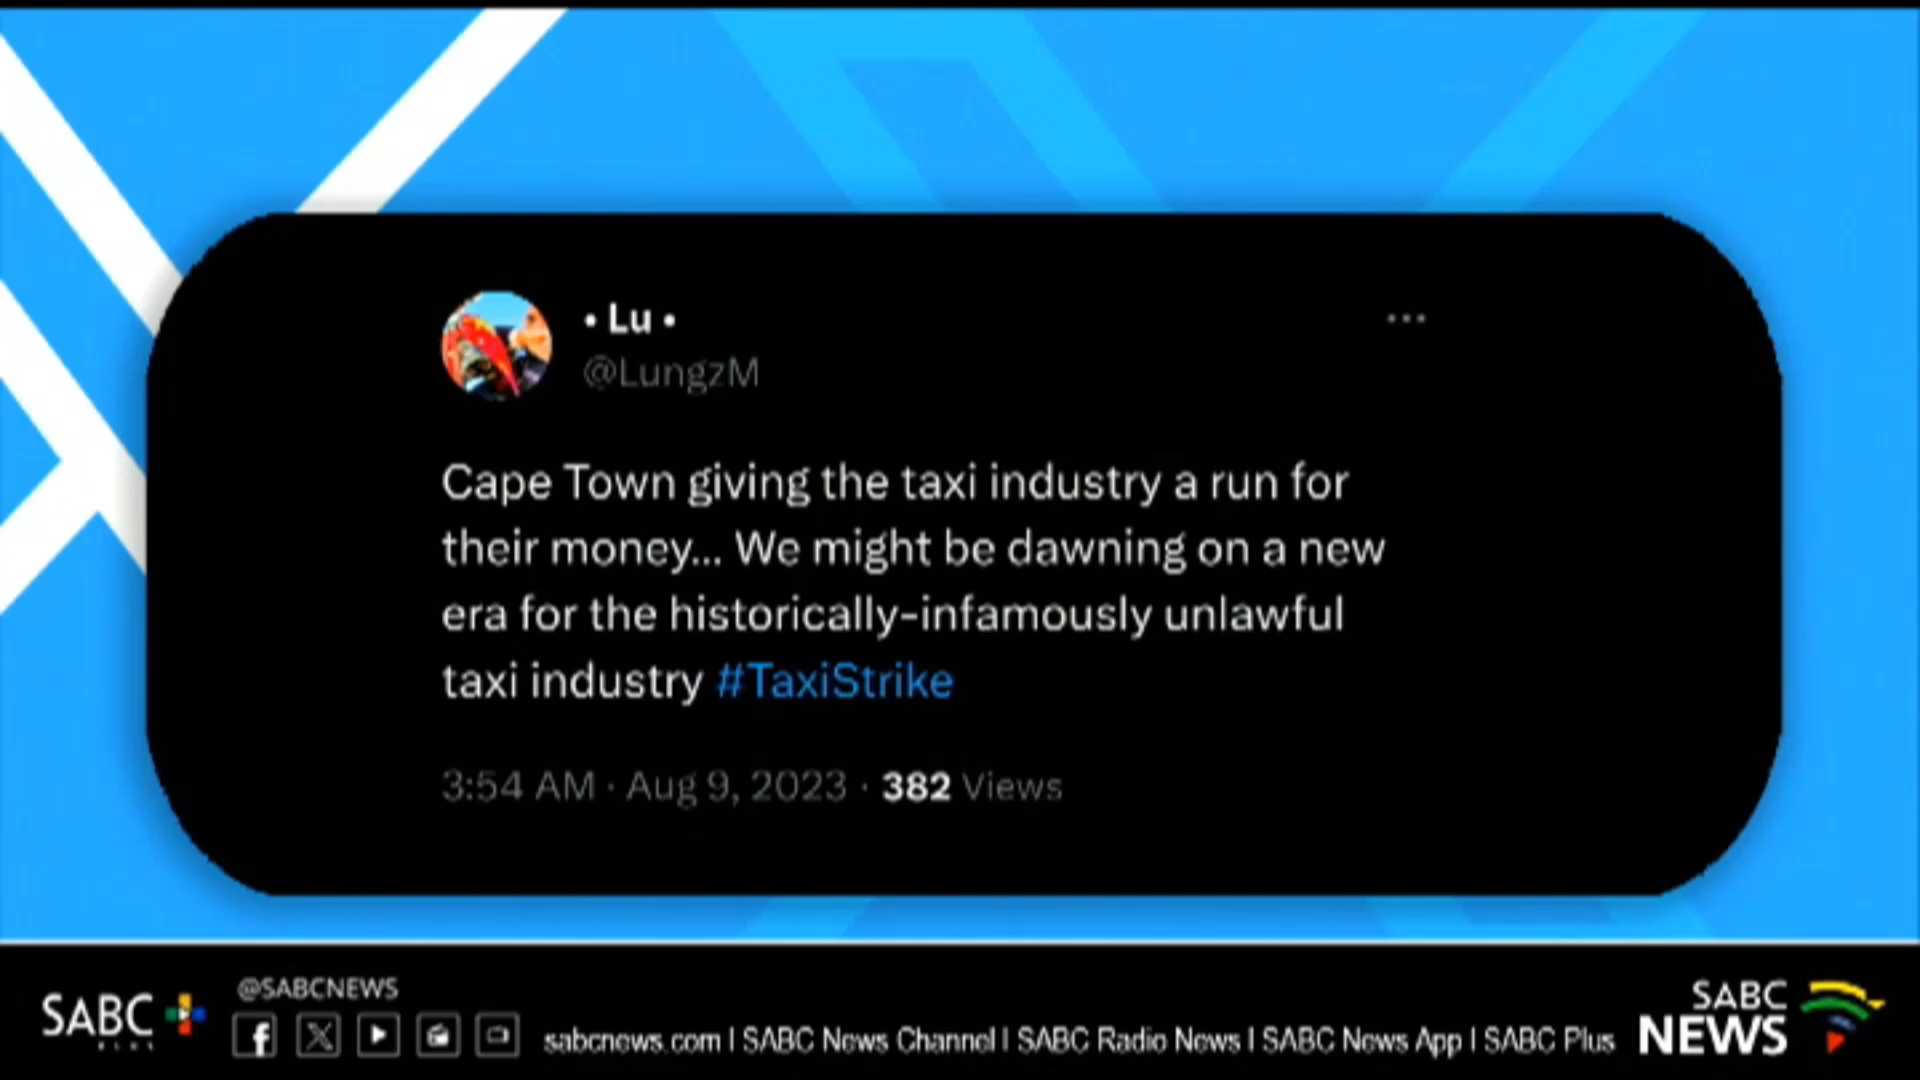 • Lu •
@LungzM
...
Cape Town giving the taxi industry a run for
their money... We might be dawning on a new
era for the historically-infamously unlawful
taxi industry #TaxiStrike
3:54 AM · Aug 9, 2023 · 382 Views
SABC
PLUS
@SABCNEWS
sabcnews.com | SABC News Channel | SABC Radio News | SABC News App | SABC Plus
SABC
NEWS